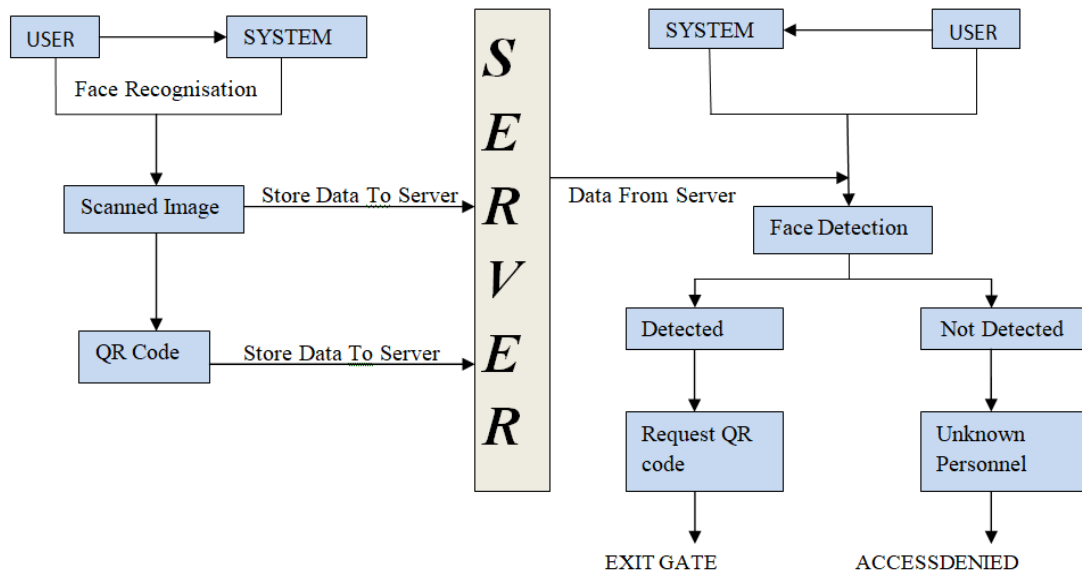 USER
SYSTEM
Face Recognisation
Scanned Image
Store Data To Server
QR Code
Store Data To Server
S
E
R
V
E
R
SYSTEM
USER
Data From Server
Face Detection
Detected
Not Detected
Request QR
code
Unknown
Personnel
EXIT GATE
ACCESSDENIED